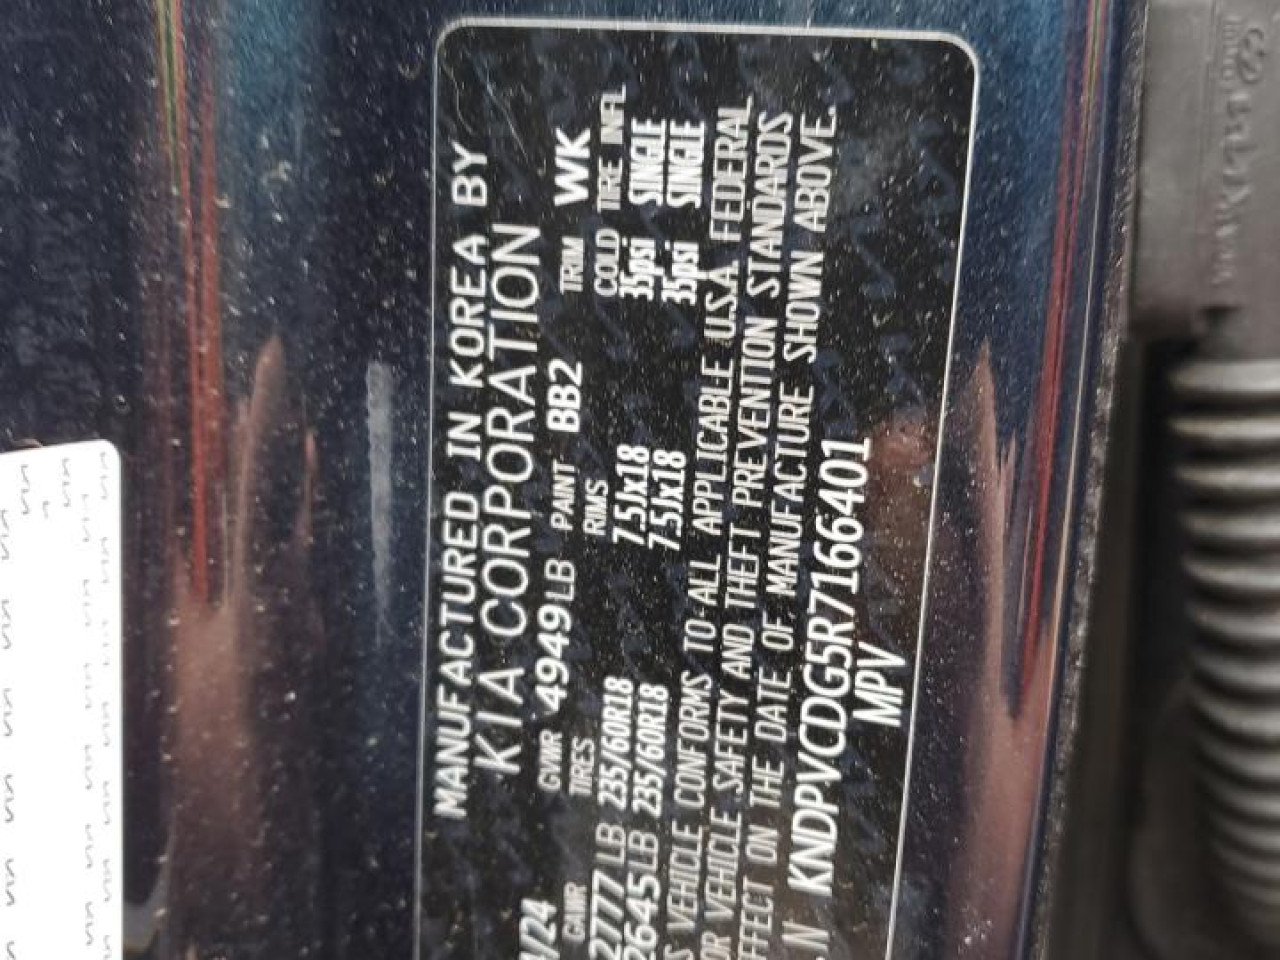 MANUFACTURED IN KOREA BY
KIA CORPORATION
/24 GVWR 4949LB PAINT BB2 TRIM WK
GAWR TIRES RIMS COLD TIRE INFL
2777LB 235/60R18 7.5Jx18 35psi SINGLE
2645LB 235/60R18 7.5Jx18 35psi SINGLE
S VEHICLE CONFORMS TO ALL APPLICABLE U.S.A. FEDERAL
OR VEHICLE SAFETY AND THEFT PREVENTION STANDARDS
FFECT ON THE DATE OF MANUFACTURE SHOWN ABOVE.
N KNDPVCDG5R7166401
MPV